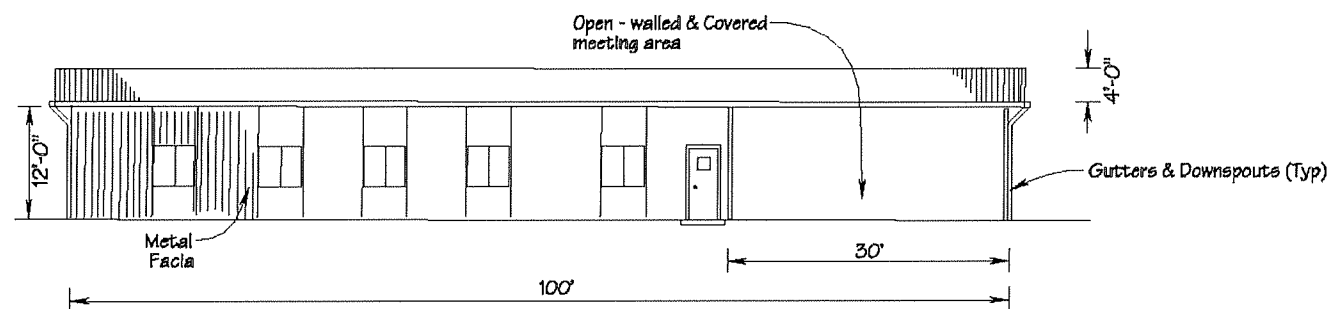 Open - walled & Covered
meeting area
4'-0"
12'-0"
Gutters & Downspouts (Typ)
Metal
Facia
30'
100'